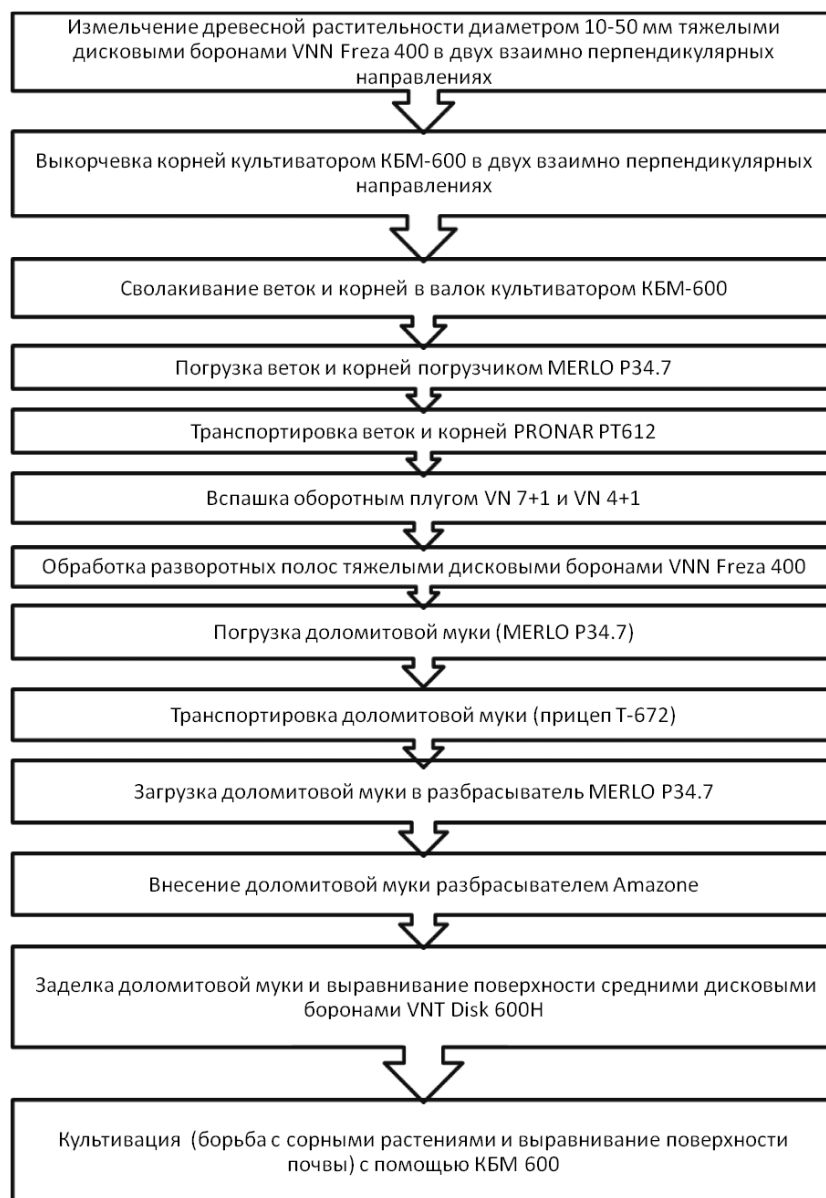 Измельчение древесной растительности диаметром 10-50 мм тяжелыми
дисковыми боронами VNN Freza 400 в двух взаимно перпендикулярных
направлениях
Выкорчевка корней культиватором КБМ-600 в двух взаимно перпендикулярных
направлениях
Сволакивание веток и корней в валок культиватором КБМ-600
Погрузка веток и корней погрузчиком MERLO P34.7
Транспортировка веток и корней PRONAR PT612
Вспашка оборотным плугом VN 7+1 и VN 4+1
Обработка разворотных полос тяжелыми дисковыми боронами VNN Freza 400
Погрузка доломитовой муки (MERLO P34.7)
Транспортировка доломитовой муки (прицеп Т-672)
Загрузка доломитовой муки в разбрасыватель MERLO P34.7
Внесение доломитовой муки разбрасывателем Amazone
Заделка доломитовой муки и выравнивание поверхности средними дисковыми
боронами VNT Disk 600H
Культивация (борьба с сорными растениями и выравнивание поверхности
почвы) с помощью КБМ 600